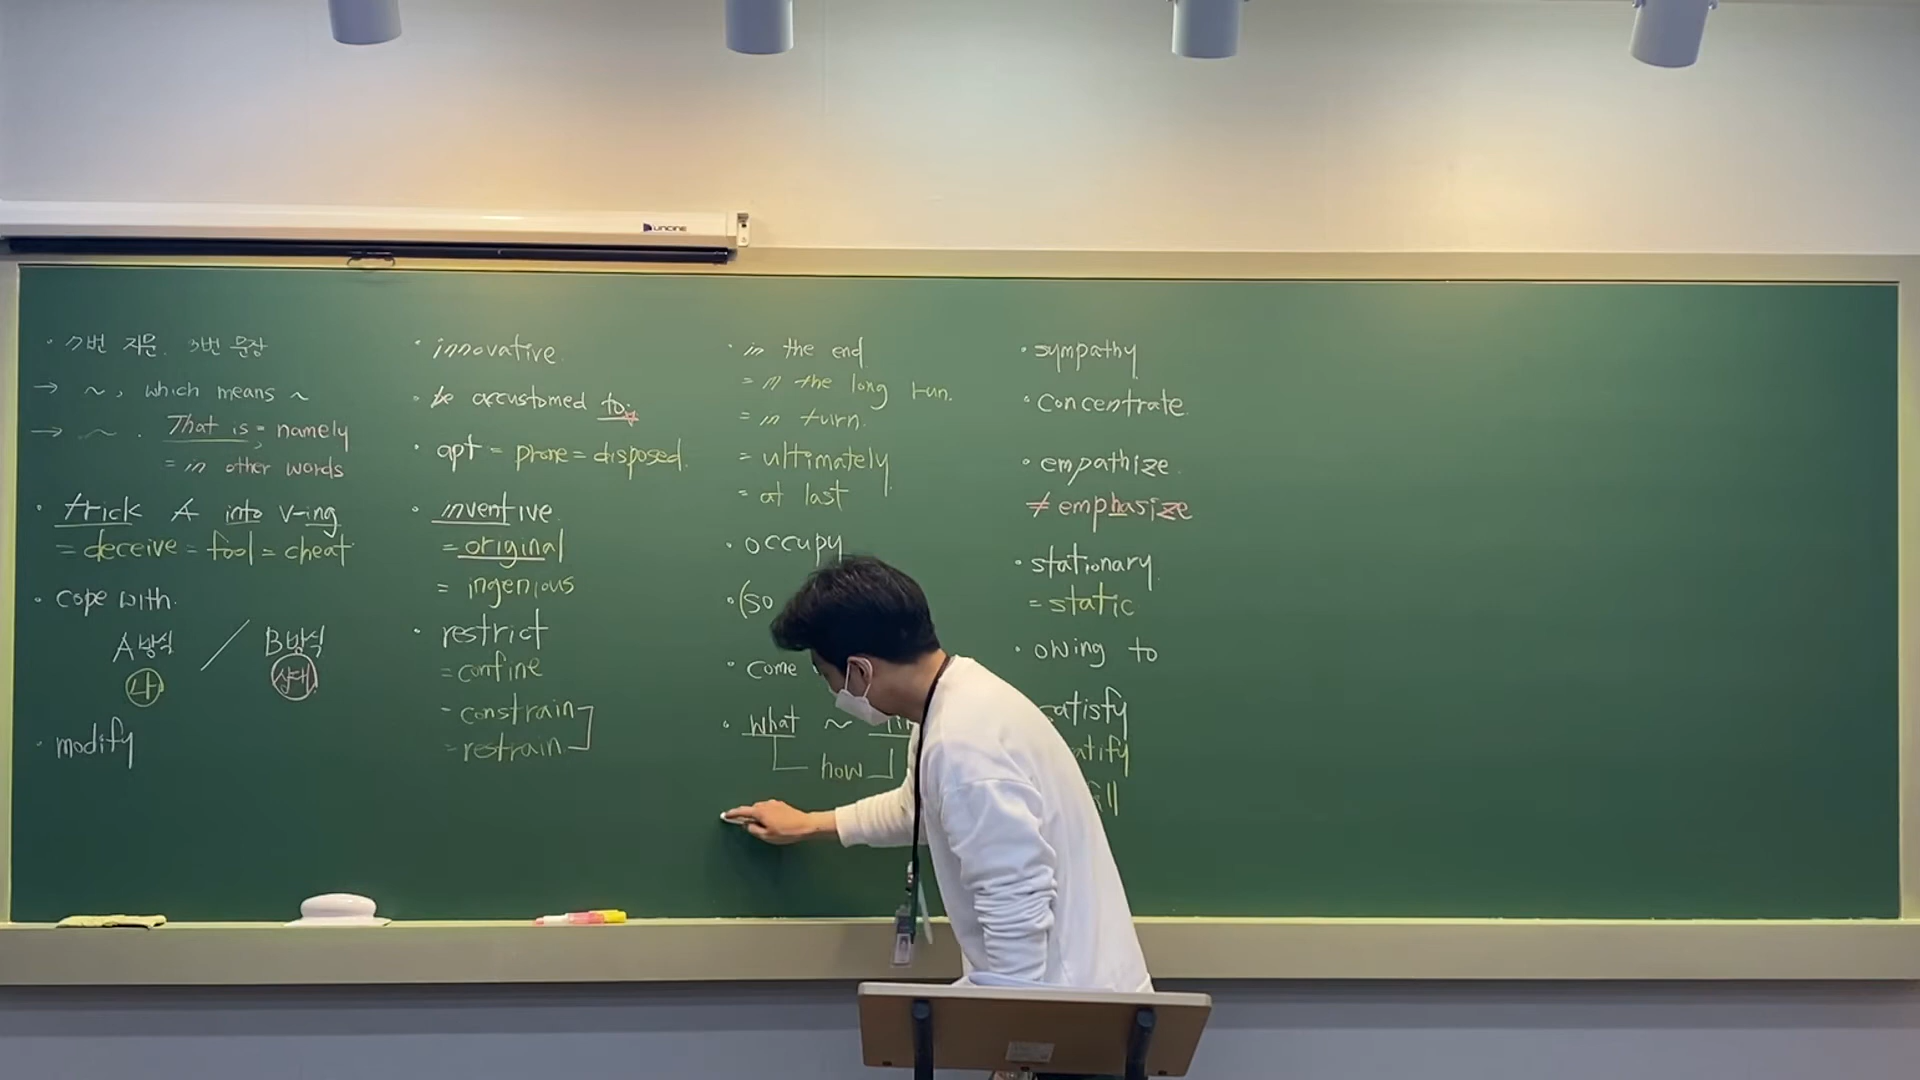 · 7번 지문. 3번 문장
→ ~, which means ~
→ ~. That is, = namely
= in other words
· trick A into v-ing
= deceive = fool = cheat
· cope with.
A방식 / B방식
나 상대
· modify
· innovative.
· be accustomed to
· apt = prone = disposed.
· inventive.
= original
= ingenious
· restrict
= confine
= constrain
= restrain
· in the end
= in the long run.
= in turn.
= ultimately
= at last
· occupy
· (so
· come
· what ~
how
· sympathy
· concentrate.
· empathize.
≠ emphasize
· stationary.
= static
· owing to
satisfy
UNCINE